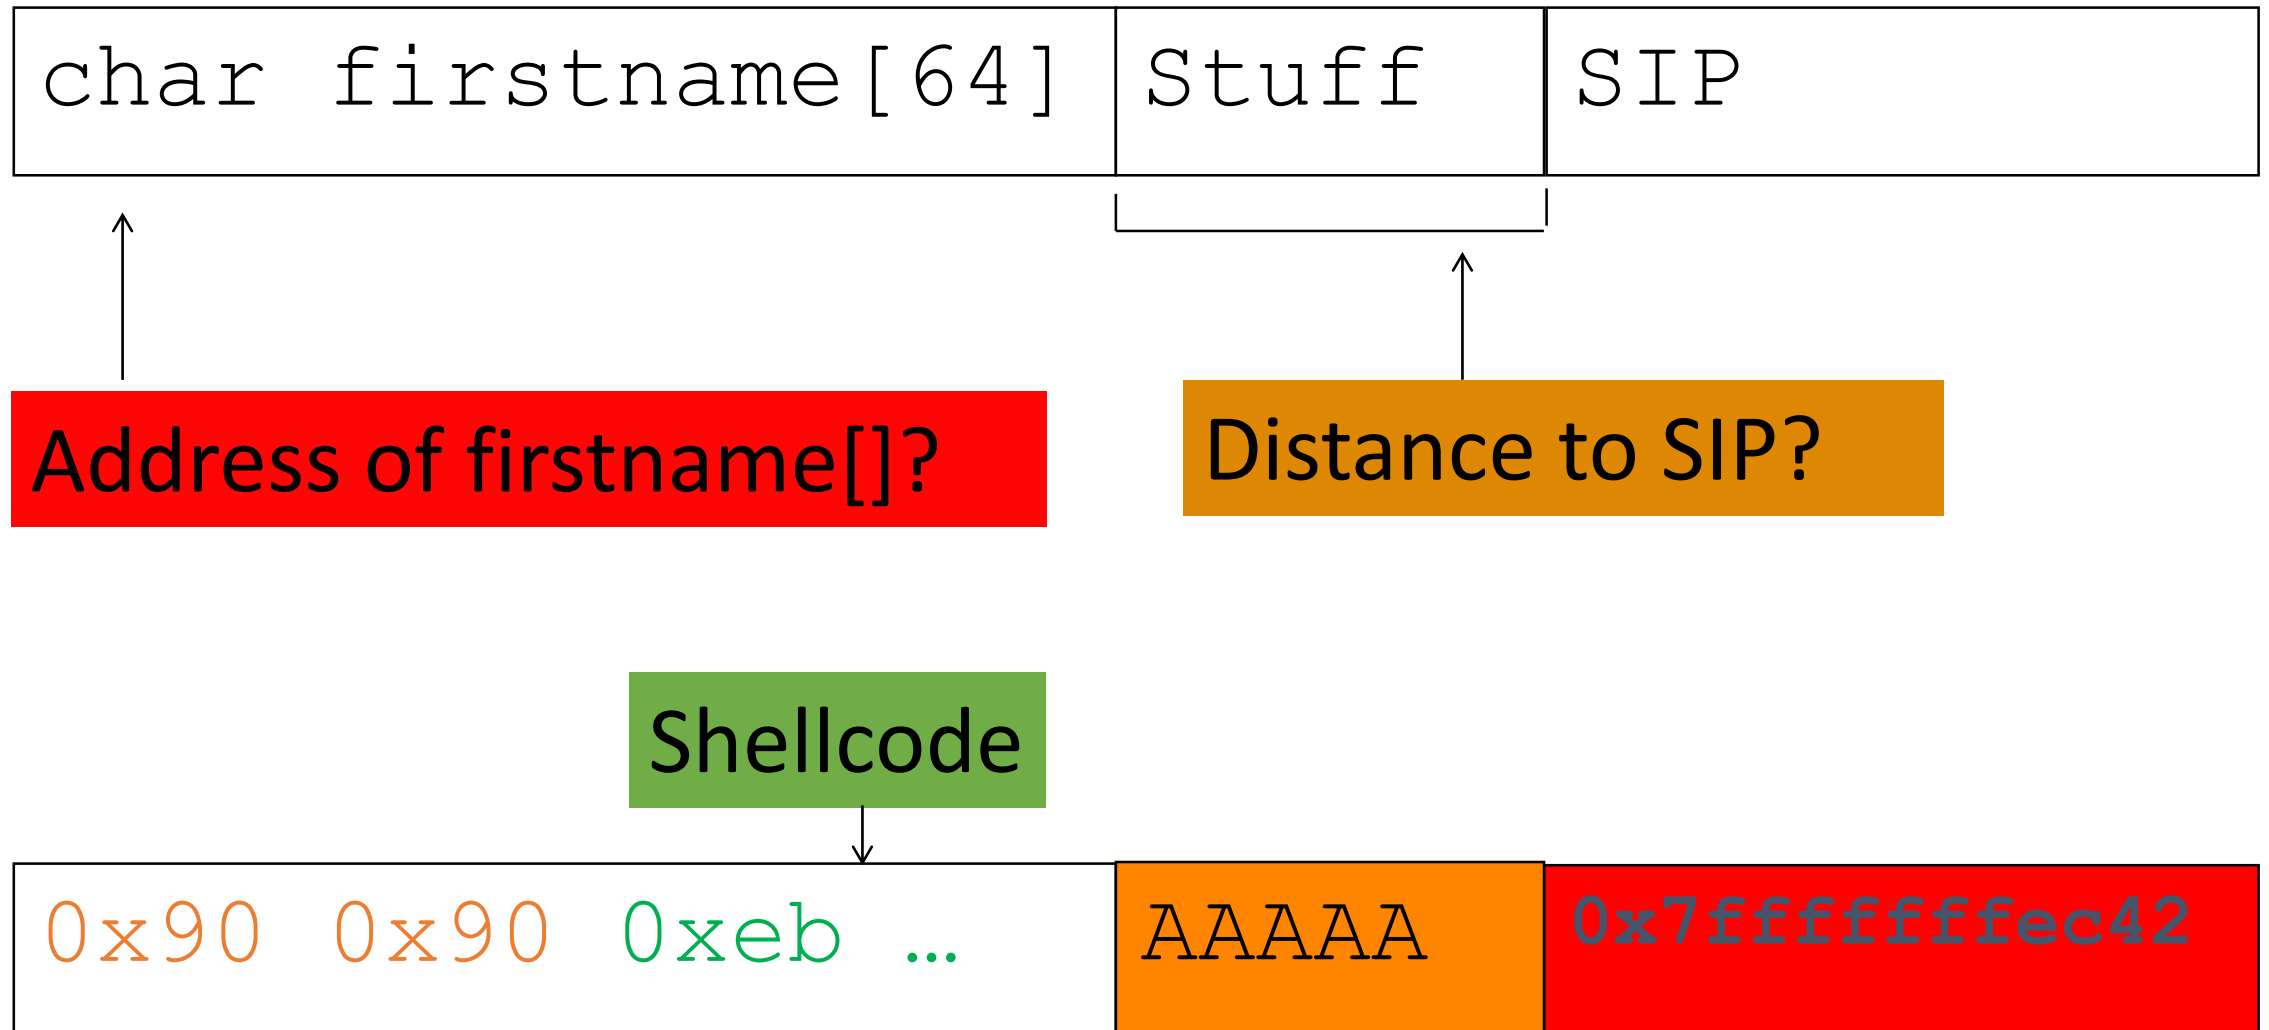 char firstname[64] Stuff SIP
Address of firstname[]?
Distance to SIP?
Shellcode
0x90 0x90 0xeb … AAAAA 0x7fffffffec42